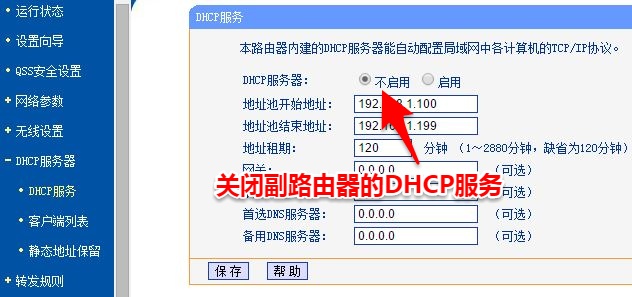 运行状态
设置向导
QSS安全设置
网络参数
无线设置
DHCP服务器
DHCP服务
客户端列表
静态地址保留
转发规则
DHCP服务
本路由器内建的DHCP服务器能自动配置局域网中各计算机的TCP/IP协议。
DHCP服务器： 不启用 启用
地址池开始地址： 1.100
地址池结束地址： 1.199
地址租期： 120 分钟（1～2880分钟，缺省为120分钟）
网关： 0.0.0.0 （可选）
关闭副路由器的DHCP服务
（可选）
首选DNS服务器： 0.0.0.0 （可选）
备用DNS服务器： 0.0.0.0 （可选）
保存 帮助